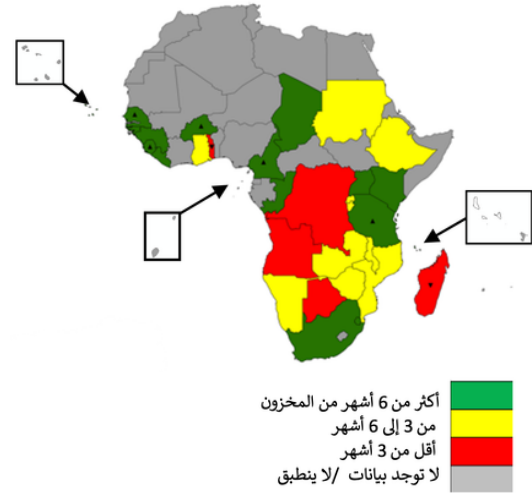 أكثر من 6 أشهر من المخزون
من 3 إلى 6 أشهر
أقل من 3 أشهر
لا توجد بيانات /لا ينطبق